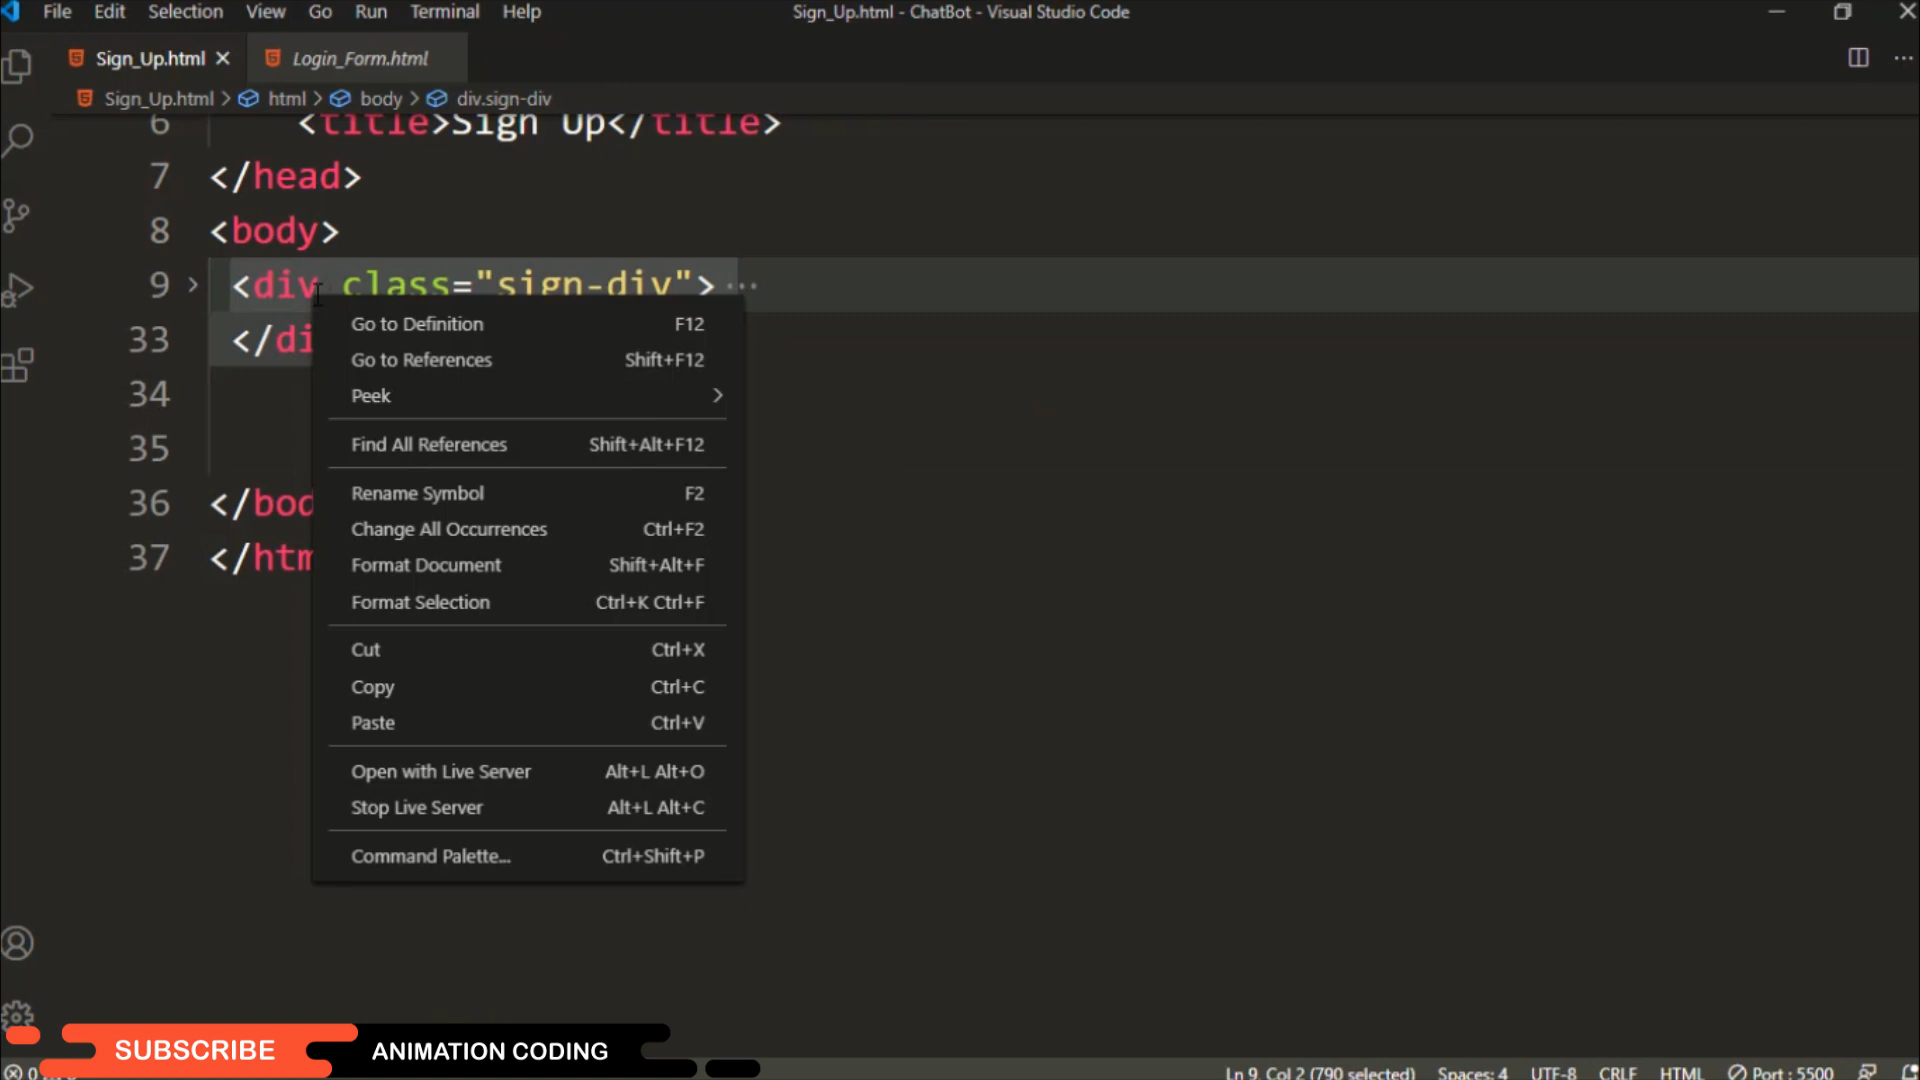 File Edit Selection View Go Run Terminal Help Sign_Up.html - ChatBot - Visual Studio Code
Sign_Up.html Login_Form.html
Sign_Up.html > html > body > div.sign-div
6 <title>Sign Up</title>
7 </head>
8 <body>
9 <div class="sign-div"> ...
33 </di
34
35
36 </bod
37 </htm
Go to Definition F12
Go to References Shift+F12
Peek >
Find All References Shift+Alt+F12
Rename Symbol F2
Change All Occurrences Ctrl+F2
Format Document Shift+Alt+F
Format Selection Ctrl+K Ctrl+F
Cut Ctrl+X
Copy Ctrl+C
Paste Ctrl+V
Open with Live Server Alt+L Alt+O
Stop Live Server Alt+L Alt+C
Command Palette... Ctrl+Shift+P
SUBSCRIBE ANIMATION CODING
0 Ln 9, Col 2 (790 selected) Spaces: 4 UTF-8 CRLF HTML Port : 5500